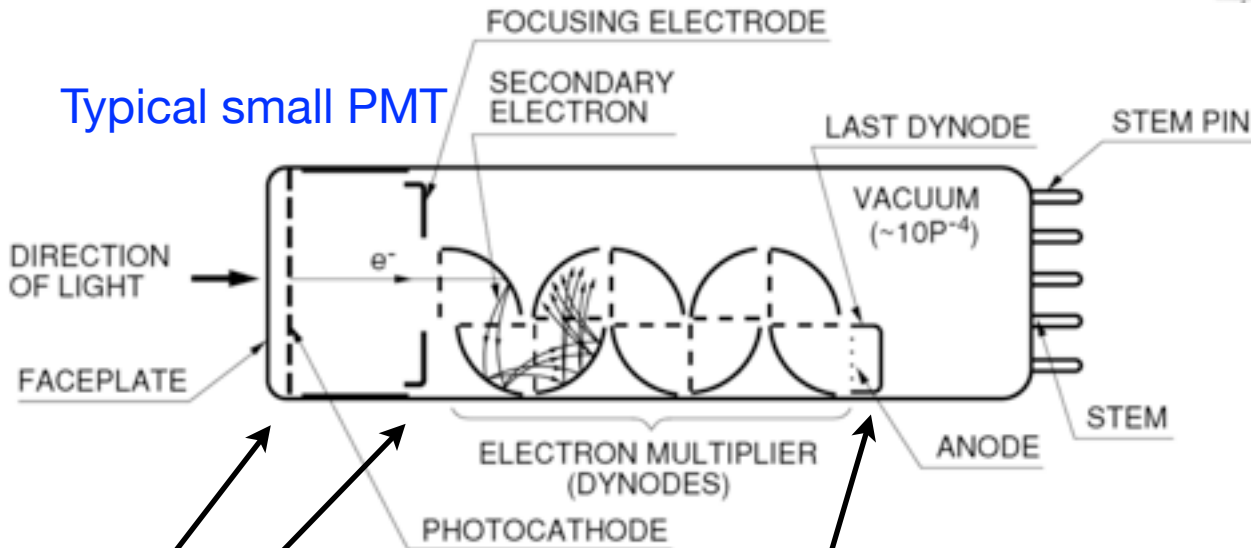 FOCUSING ELECTRODE
Typical small PMT
SECONDARY
ELECTRON
LAST DYNODE
STEM PIN
VACUUM
(~10P⁻⁴)
DIRECTION
OF LIGHT
e-
FACEPLATE
STEM
ANODE
ELECTRON MULTIPLIER
(DYNODES)
PHOTOCATHODE